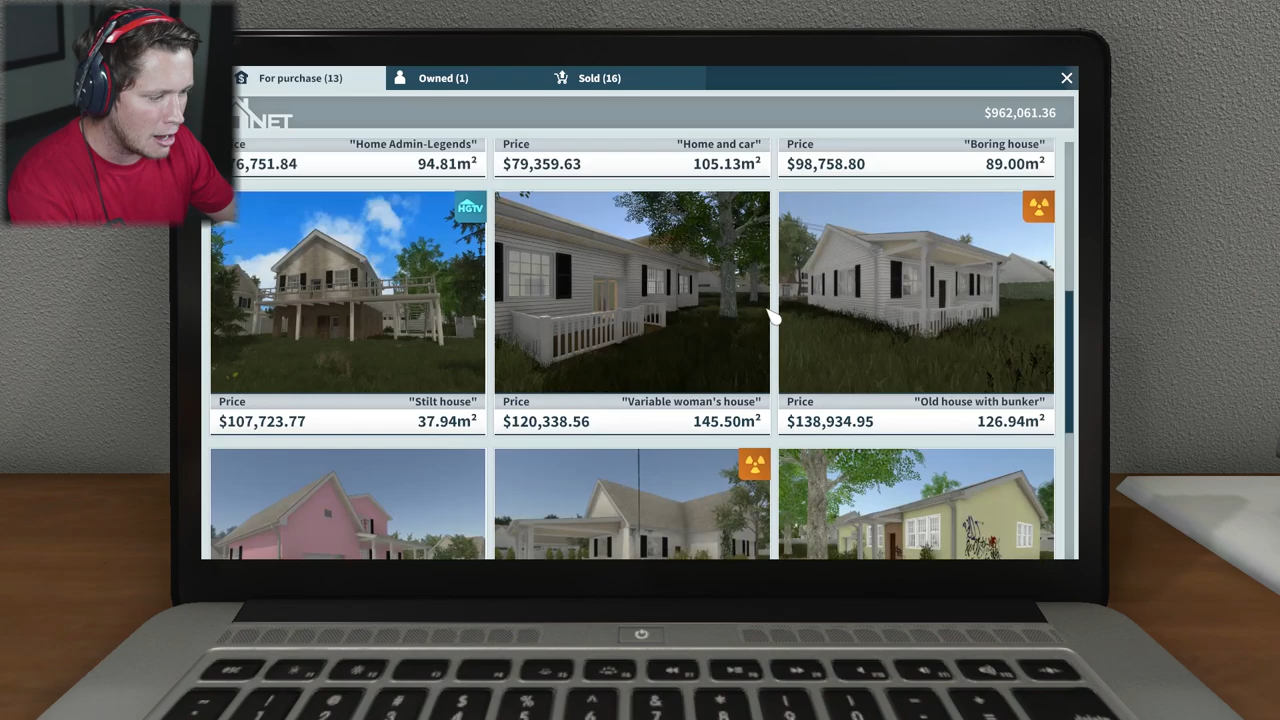 For purchase (13)
Owned (1)
Sold (16)
NET
$962,061.36
"Home Admin-Legends"
Price
"Home and car"
Price
"Boring house"
76,751.84
94.81m²
$79,359.63
105.13m²
$98,758.80
89.00m²
HGTV
Price
"Stilt house"
Price
"Variable woman's house"
Price
"Old house with bunker"
$107,723.77
37.94m²
$120,338.56
145.50m²
$138,934.95
126.94m²